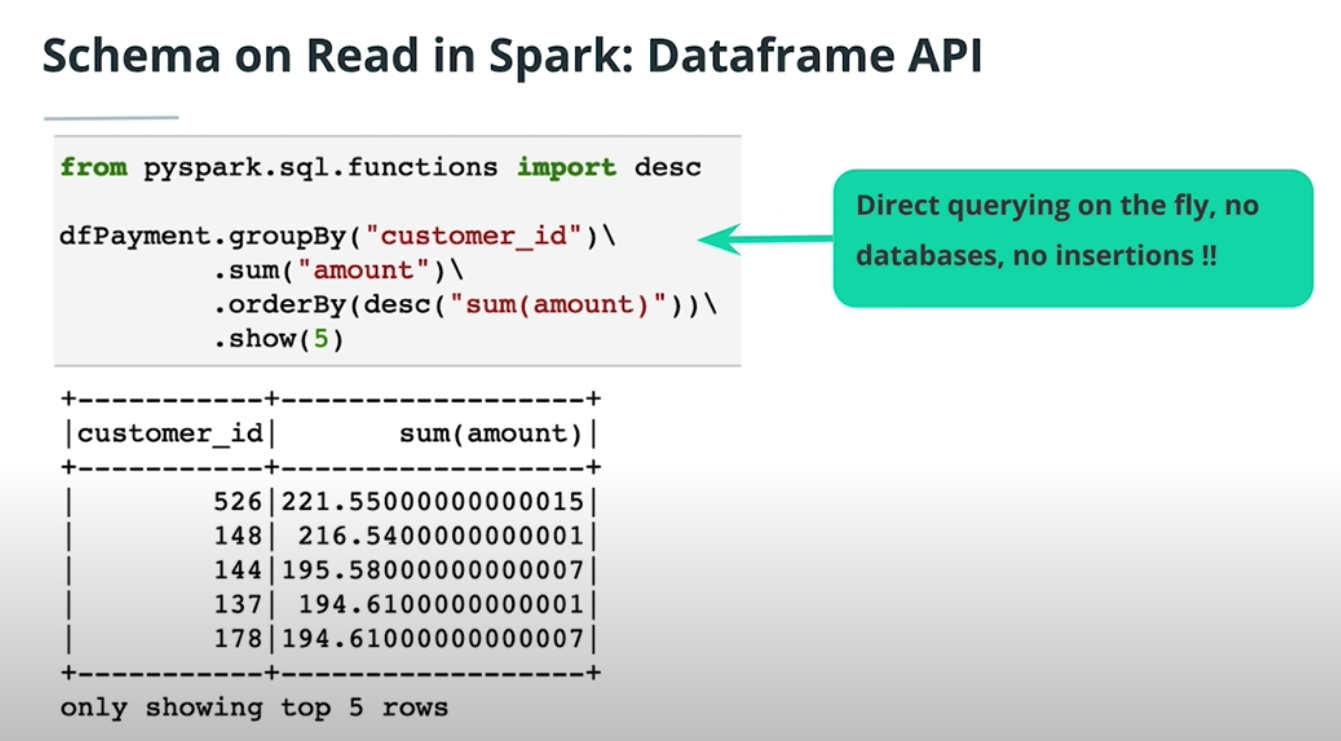 Schema on Read in Spark: Dataframe API
from pyspark.sql.functions import desc
dfPayment.groupBy("customer_id")\
         .sum("amount")\
         .orderBy(desc("sum(amount)"))\
         .show(5)
Direct querying on the fly, no
databases, no insertions !!
+-----------+------------------+
|customer_id|       sum(amount)|
+-----------+------------------+
|        526|221.55000000000015|
|        148| 216.5400000000001|
|        144|195.58000000000007|
|        137| 194.6100000000001|
|        178|194.61000000000007|
+-----------+------------------+
only showing top 5 rows